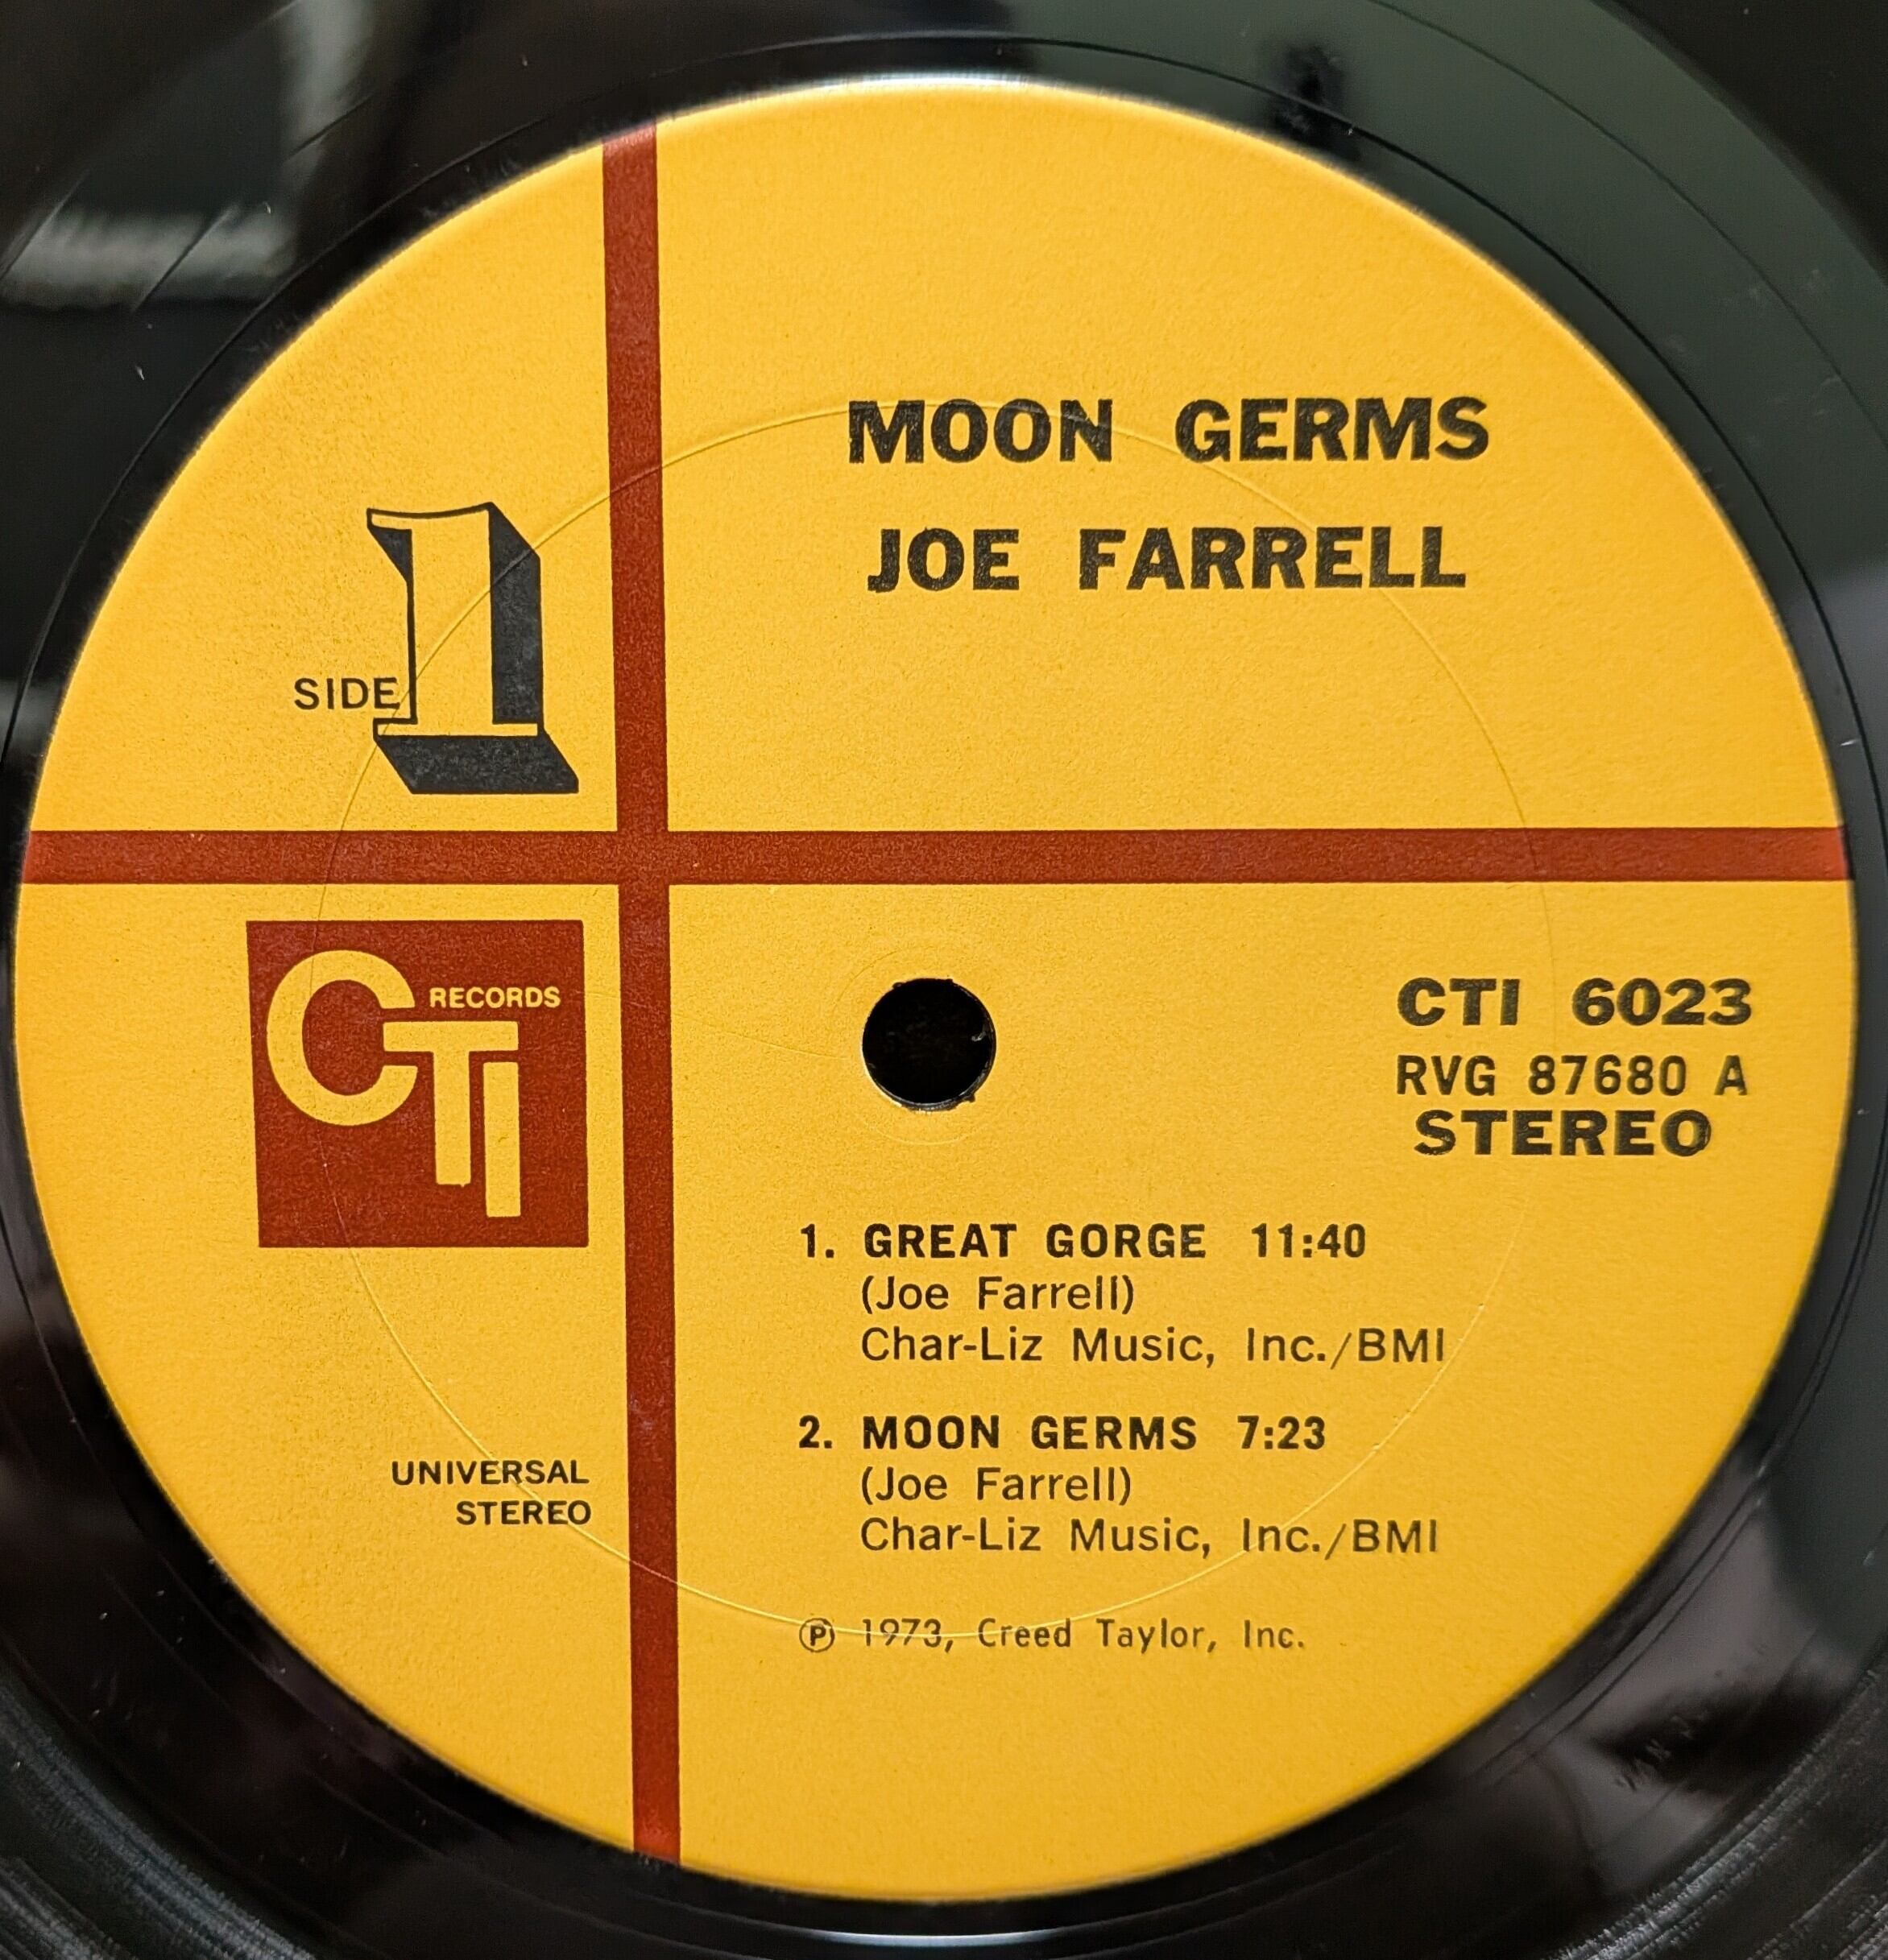 MOON GERMS
JOE FARRELL
SIDE 1
RECORDS
CTI
CTI 6023
RVG 87680 A
STEREO
1. GREAT GORGE 11:40
(Joe Farrell)
Char-Liz Music, Inc./BMI
2. MOON GERMS 7:23
(Joe Farrell)
Char-Liz Music, Inc./BMI
UNIVERSAL
STEREO
Ⓟ 1973, Creed Taylor, Inc.